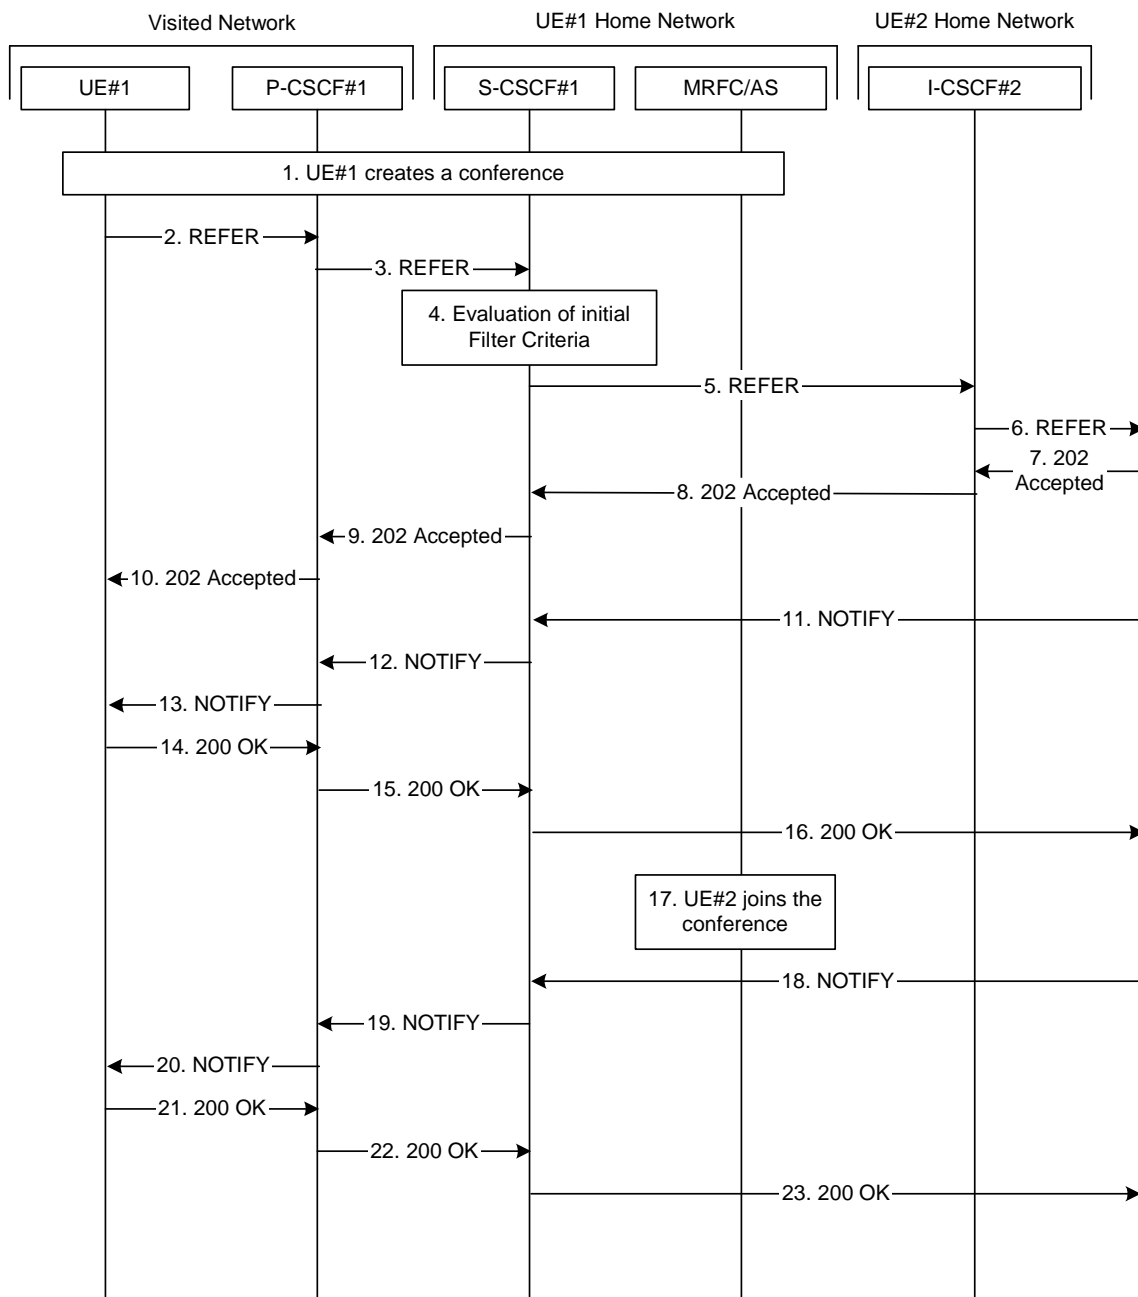 Visited Network
UE#1 Home Network
UE#2 Home Network
UE#1
P-CSCF#1
S-CSCF#1
MRFC/AS
I-CSCF#2
1. UE#1 creates a conference
2. REFER
3. REFER
4. Evaluation of initial
Filter Criteria
5. REFER
6. REFER
7. 202
Accepted
8. 202 Accepted
9. 202 Accepted
10. 202 Accepted
11. NOTIFY
12. NOTIFY
13. NOTIFY
14. 200 OK
15. 200 OK
16. 200 OK
17. UE#2 joins the
conference
18. NOTIFY
19. NOTIFY
20. NOTIFY
21. 200 OK
22. 200 OK
23. 200 OK